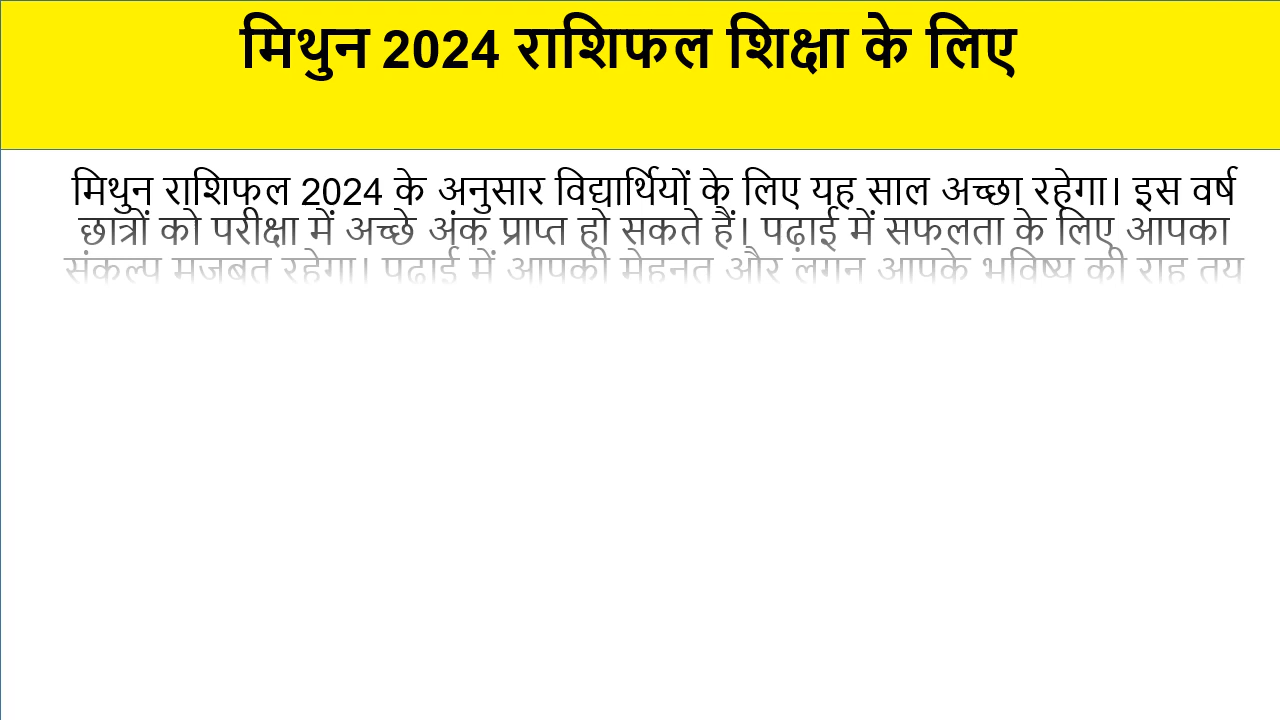 मिथुन 2024 राशिफल शिक्षा के लिए
मिथुन राशिफल 2024 के अनुसार विद्यार्थियों के लिए यह साल अच्छा रहेगा। इस वर्ष
छात्रों को परीक्षा में अच्छे अंक प्राप्त हो सकते हैं। पढ़ाई में सफलता के लिए आपका
संकल्प मजबूत रहेगा। पढ़ाई में आपकी मेहनत और लगन आपके भविष्य की राह तय